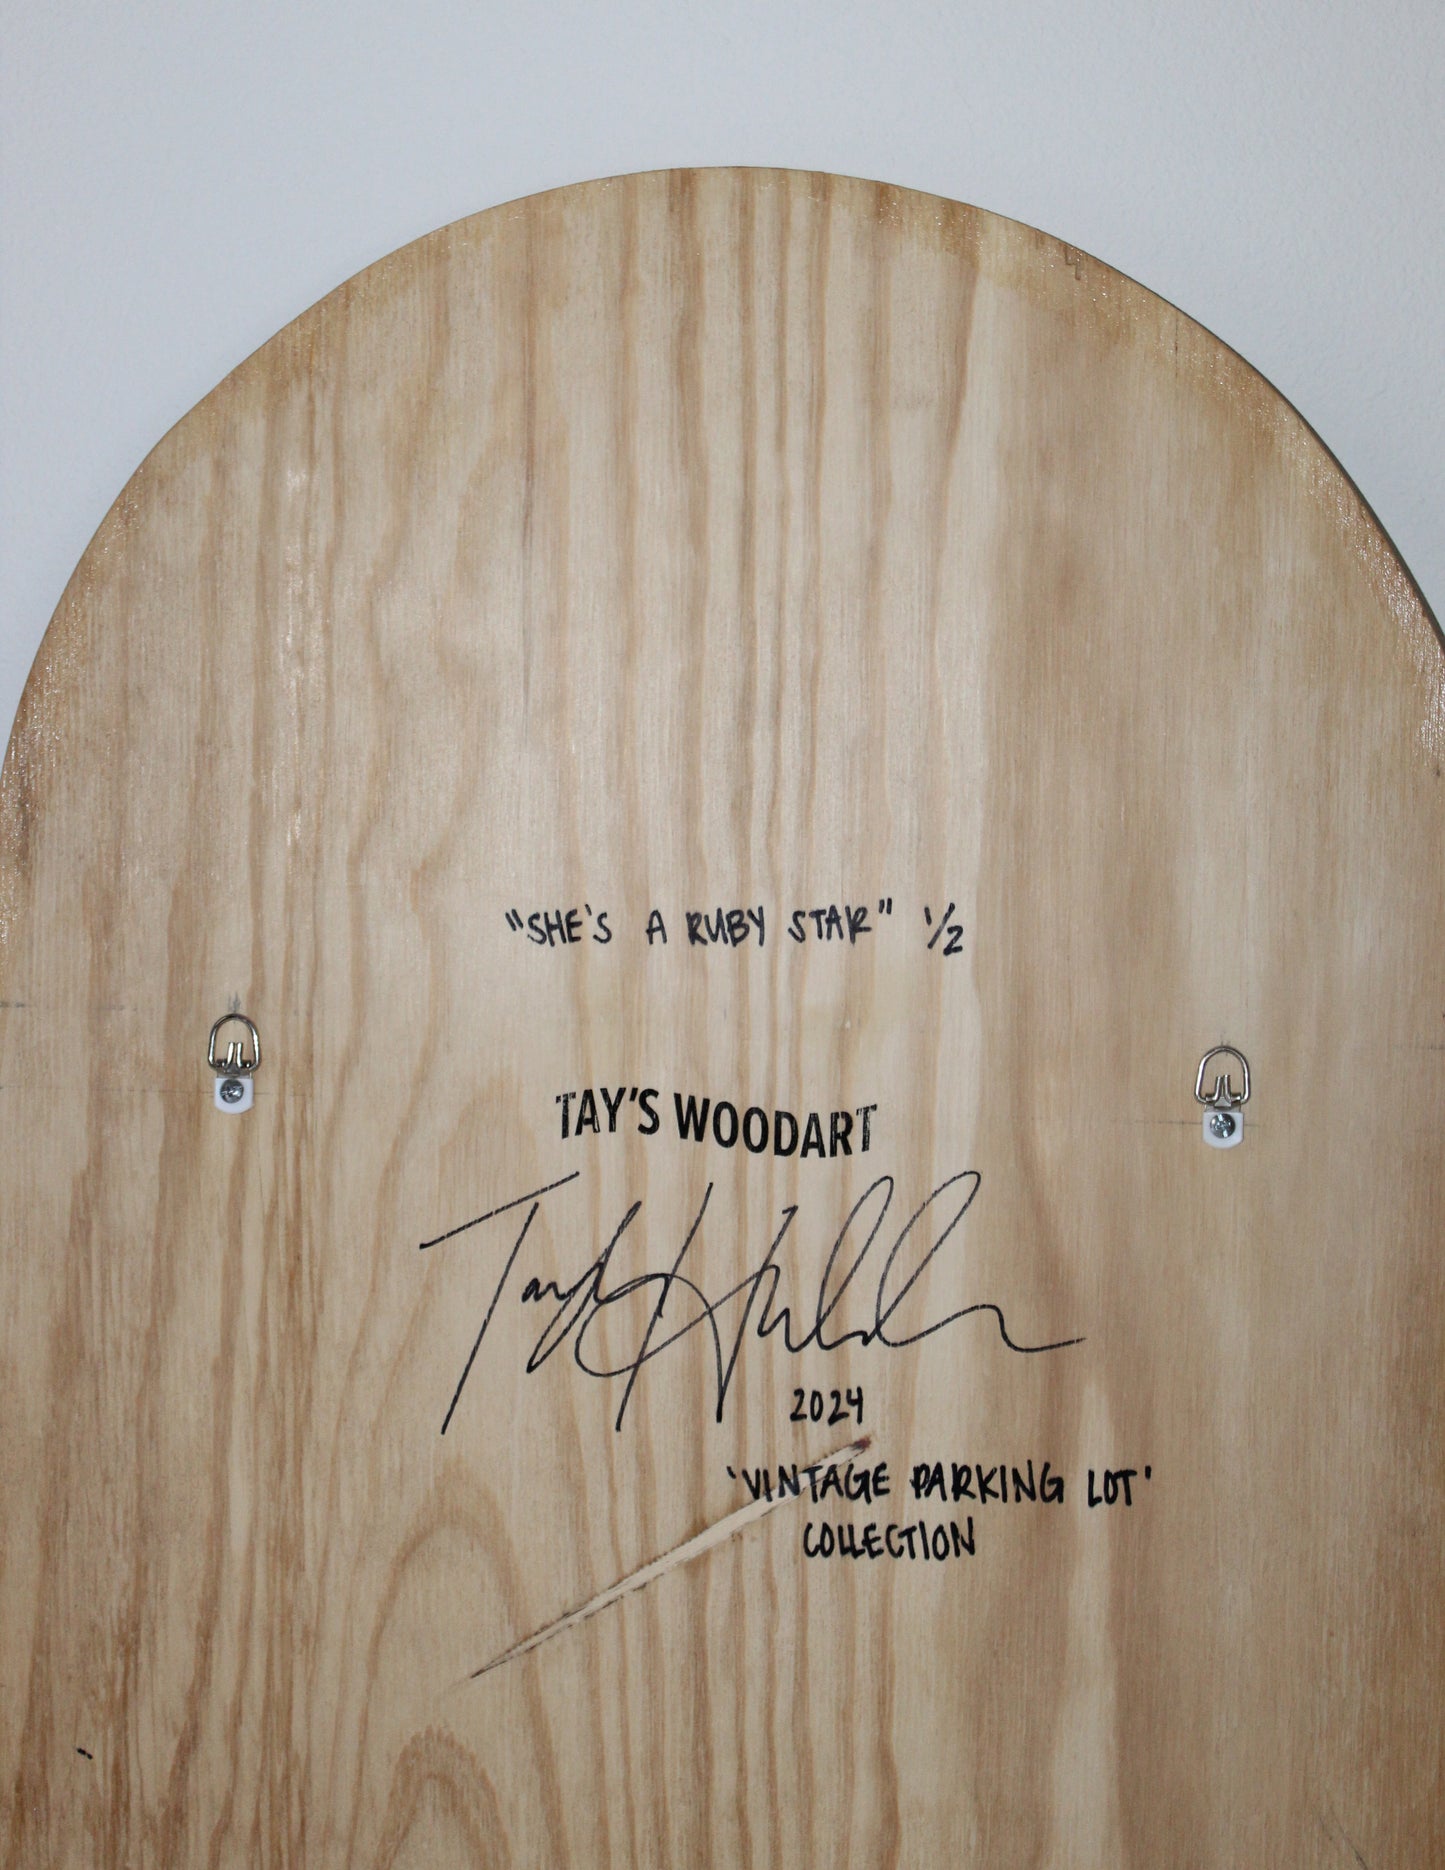 "SHE'S A RUBY STAR" 1/2
TAY'S WOODART
2024
'VINTAGE PARKING LOT'
COLLECTION